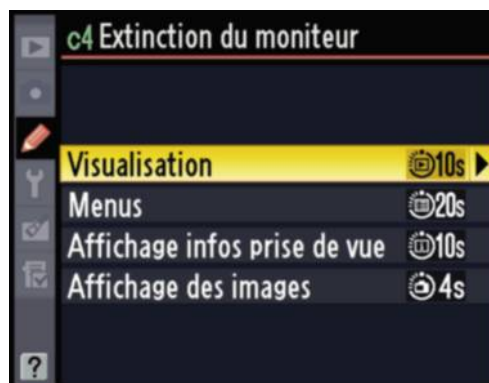 c4 Extinction du moniteur
Visualisation 10s
Menus 20s
Affichage infos prise de vue 10s
Affichage des images 4s
?